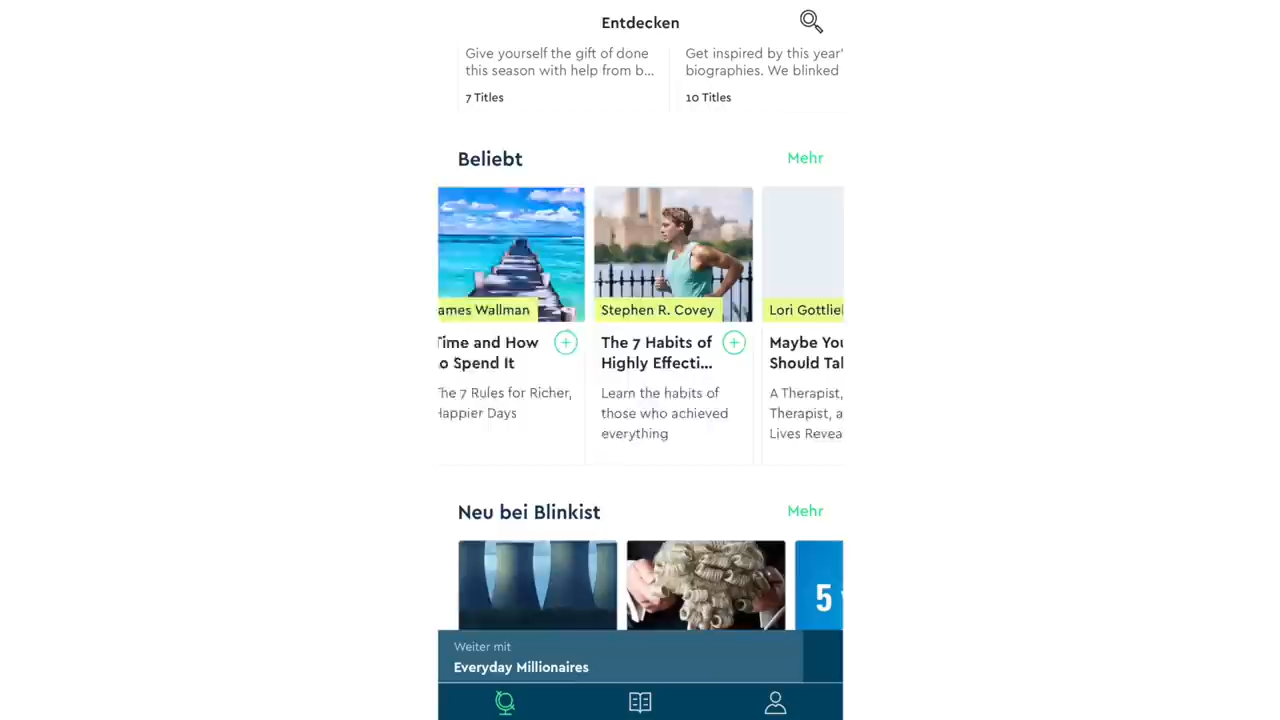 Entdecken
Give yourself the gift of done
this season with help from b...
7 Titles
Get inspired by this year'
biographies. We blinked
10 Titles
Beliebt
Mehr
ames Wallman
Time and How
o Spend It
The 7 Rules for Richer,
Happier Days
Stephen R. Covey
The 7 Habits of
Highly Effecti...
Learn the habits of
those who achieved
everything
Lori Gottlie
Maybe You
Should Tal
A Therapist,
Therapist, a
Lives Revea
Neu bei Blinkist
Mehr
5
Weiter mit
Everyday Millionaires